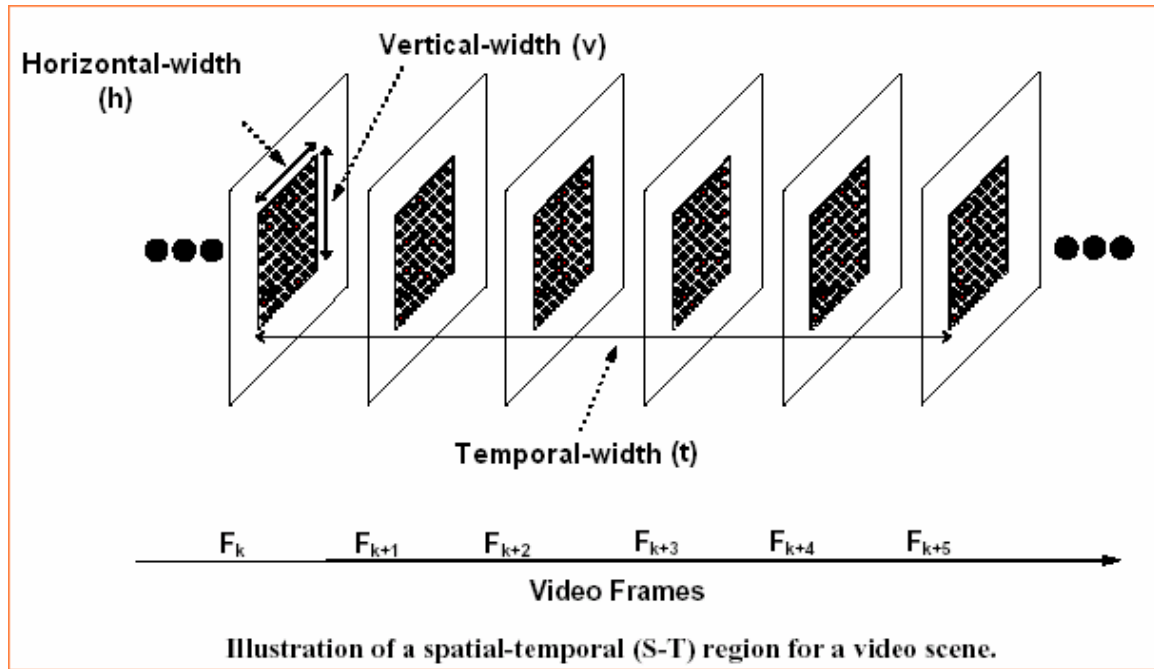 Vertical-width (v)
Horizontal-width
(h)
Temporal-width (t)
Fk Fk+1 Fk+2 Fk+3 Fk+4 Fk+5
Video Frames
Illustration of a spatial-temporal (S-T) region for a video scene.